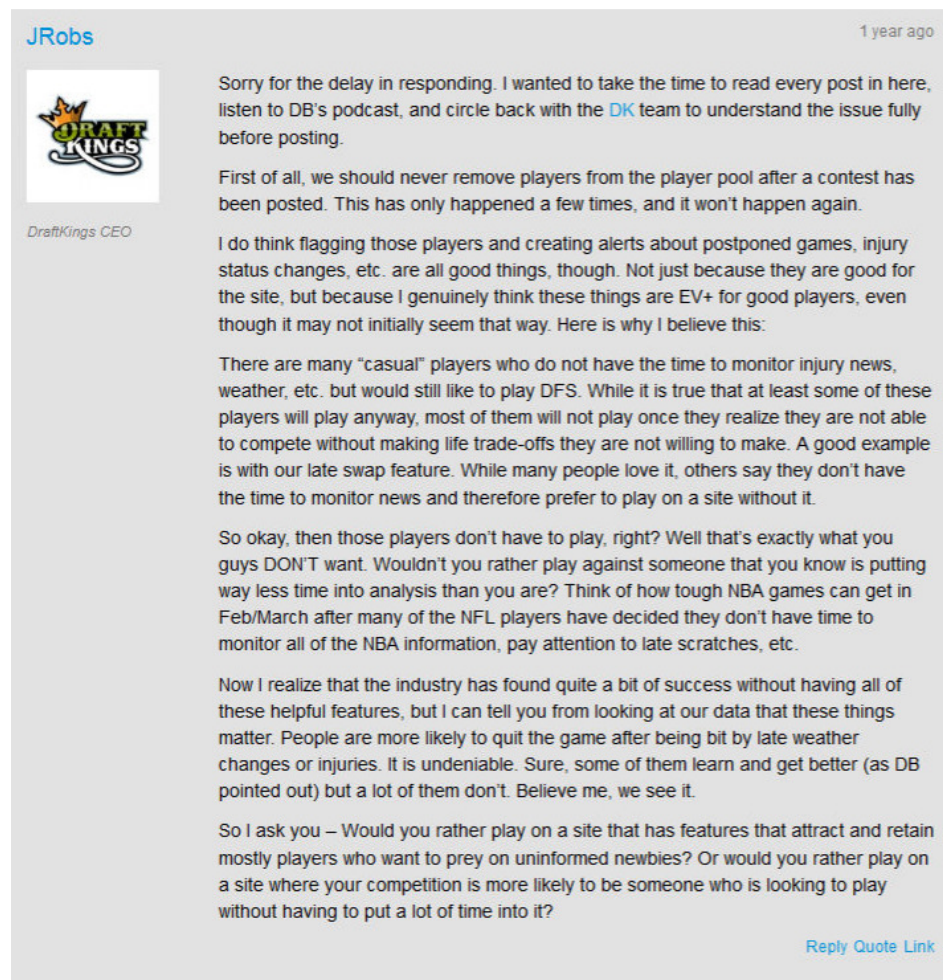 JRobs
1 year ago
DRAFT
KINGS
DraftKings CEO
Sorry for the delay in responding. I wanted to take the time to read every post in here,
listen to DB's podcast, and circle back with the DK team to understand the issue fully
before posting.
First of all, we should never remove players from the player pool after a contest has
been posted. This has only happened a few times, and it won't happen again.
I do think flagging those players and creating alerts about postponed games, injury
status changes, etc. are all good things, though. Not just because they are good for
the site, but because I genuinely think these things are EV+ for good players, even
though it may not initially seem that way. Here is why I believe this:
There are many “casual” players who do not have the time to monitor injury news,
weather, etc. but would still like to play DFS. While it is true that at least some of these
players will play anyway, most of them will not play once they realize they are not able
to compete without making life trade-offs they are not willing to make. A good example
is with our late swap feature. While many people love it, others say they don't have
the time to monitor news and therefore prefer to play on a site without it.
So okay, then those players don't have to play, right? Well that's exactly what you
guys DON'T want. Wouldn't you rather play against someone that you know is putting
way less time into analysis than you are? Think of how tough NBA games can get in
Feb/March after many of the NFL players have decided they don't have time to
monitor all of the NBA information, pay attention to late scratches, etc.
Now I realize that the industry has found quite a bit of success without having all of
these helpful features, but I can tell you from looking at our data that these things
matter. People are more likely to quit the game after being bit by late weather
changes or injuries. It is undeniable. Sure, some of them learn and get better (as DB
pointed out) but a lot of them don't. Believe me, we see it.
So I ask you – Would you rather play on a site that has features that attract and retain
mostly players who want to prey on uninformed newbies? Or would you rather play on
a site where your competition is more likely to be someone who is looking to play
without having to put a lot of time into it?
Reply Quote Link